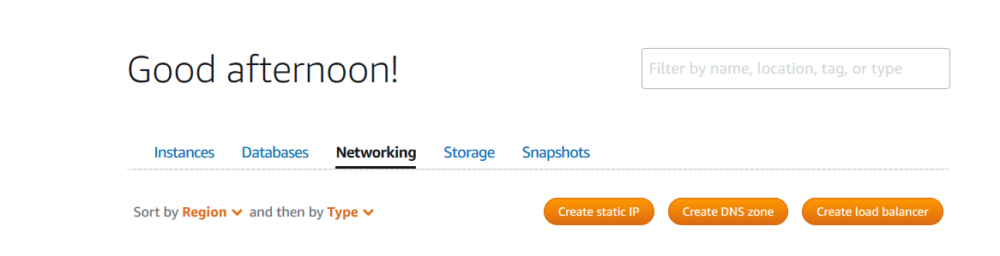 Good afternoon!
Filter by name, location, tag, or type
Instances Databases Networking Storage Snapshots
Sort by Region and then by Type Create static IP Create DNS zone Create load balancer